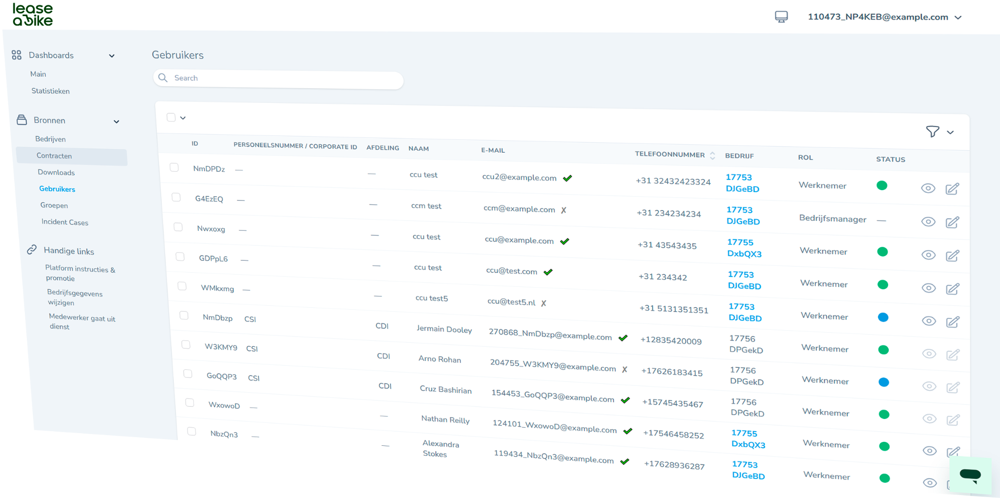 lease
a bike
110473_NP4KEB@example.com
Dashboards
Main
Statistieken
Bronnen
Bedrijven
Contracten
Downloads
Gebruikers
Groepen
Incident Cases
Handige links
Platform instructies &
promotie
Bedrijfsgegevens
wijzigen
Medewerker gaat uit
dienst
Gebruikers
Search
ID PERSONEELSNUMMER / CORPORATE ID AFDELING NAAM E-MAIL TELEFOONNUMMER BEDRIJF ROL STATUS
NmDPDz — — ccu test ccu2@example.com ✔ +31 32432423324 17753 DJGeBD Werknemer
G4EzEQ — — ccm test ccm@example.com ✗ +31 234234234 17753 DJGeBD Bedrijfsmanager —
Nwxoxg — — ccu test ccu@example.com ✔ +31 43543435 17755 DxbQX3 Werknemer
GDPpL6 — — ccu test ccu@test.com ✔ +31 234342 17753 DJGeBD Werknemer
WMkxmg — — ccu test5 ccu@test5.nl ✗ +31 5131351351 17753 DJGeBD Werknemer
NmDbzp CSI CDI Jermain Dooley 270868_NmDbzp@example.com ✔ +12835420009 17756 DPGekD Werknemer
W3KMY9 CSI CDI Arno Rohan 204755_W3KMY9@example.com ✗ +17626183415 17756 DPGekD Werknemer
GoQQP3 CSI CDI Cruz Bashirian 154453_GoQQP3@example.com ✔ +15745435467 17756 DPGekD Werknemer
WxowoD — — Nathan Reilly 124101_WxowoD@example.com ✔ +17546458252 17755 DxbQX3 Werknemer
NbzQn3 — — Alexandra Stokes 119434_NbzQn3@example.com ✔ +17628936287 17753 DJGeBD Werknemer